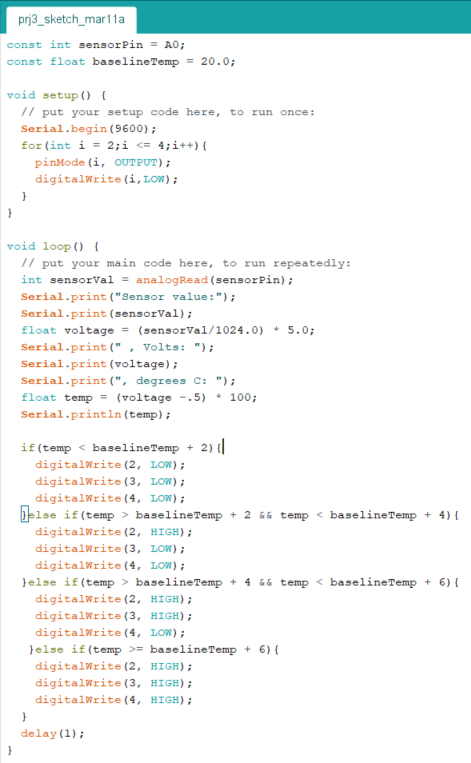 prj3_sketch_mar11a
const int sensorPin = A0;
const float baselineTemp = 20.0;
void setup() {
// put your setup code here, to run once:
Serial.begin(9600);
for(int i = 2;i <= 4;i++){
pinMode(i, OUTPUT);
digitalWrite(i,LOW);
}
}
void loop() {
// put your main code here, to run repeatedly:
int sensorVal = analogRead(sensorPin);
Serial.print("Sensor value:");
Serial.print(sensorVal);
float voltage = (sensorVal/1024.0) * 5.0;
Serial.print(" , Volts: ");
Serial.print(voltage);
Serial.print(", degrees C: ");
float temp = (voltage -.5) * 100;
Serial.println(temp);
if(temp < baselineTemp + 2){
digitalWrite(2, LOW);
digitalWrite(3, LOW);
digitalWrite(4, LOW);
}else if(temp > baselineTemp + 2 && temp < baselineTemp + 4){
digitalWrite(2, HIGH);
digitalWrite(3, LOW);
digitalWrite(4, LOW);
}else if(temp > baselineTemp + 4 && temp < baselineTemp + 6){
digitalWrite(2, HIGH);
digitalWrite(3, HIGH);
digitalWrite(4, LOW);
}else if(temp >= baselineTemp + 6){
digitalWrite(2, HIGH);
digitalWrite(3, HIGH);
digitalWrite(4, HIGH);
}
delay(1);
}